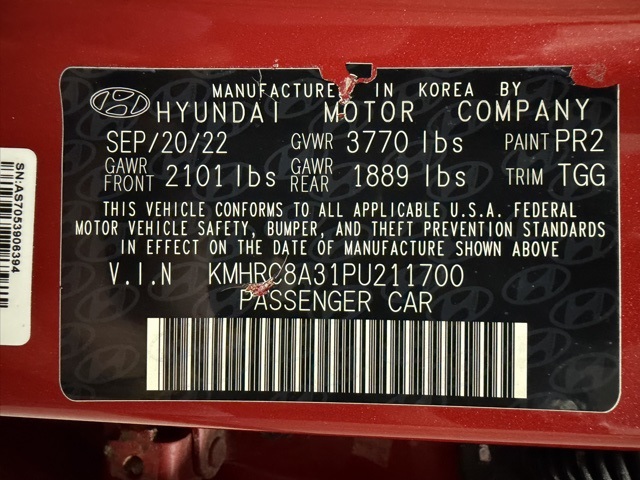 MANUFACTURED IN KOREA BY
HYUNDAI MOTOR COMPANY
SEP/20/22 GVWR 3770 lbs PAINT PR2
GAWR FRONT 2101 lbs GAWR REAR 1889 lbs TRIM TGG
THIS VEHICLE CONFORMS TO ALL APPLICABLE U.S.A. FEDERAL
MOTOR VEHICLE SAFETY, BUMPER, AND THEFT PREVENTION STANDARDS
IN EFFECT ON THE DATE OF MANUFACTURE SHOWN ABOVE
V.I.N KMHRC8A31PU211700
PASSENGER CAR
SN:AS7053906394